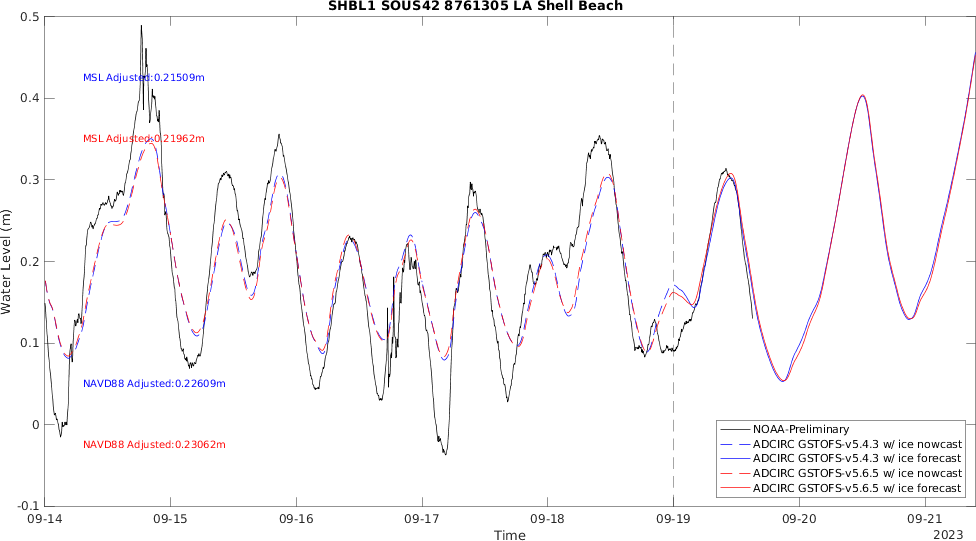 SHBL1 SOUS42 8761305 LA Shell Beach
0.5
MSL Adjusted:0.21509m
0.4
MSL Adjusted:0.21962m
0.3
Water Level (m)
0.2
0.1
NAVD88 Adjusted:0.22609m
0
NAVD88 Adjusted:0.23062m
NOAA-Preliminary
ADCIRC GSTOFS-v5.4.3 w/ ice nowcast
ADCIRC GSTOFS-v5.4.3 w/ ice forecast
ADCIRC GSTOFS-v5.6.5 w/ ice nowcast
ADCIRC GSTOFS-v5.6.5 w/ ice forecast
-0.1
09-14 09-15 09-16 09-17 09-18 09-19 09-20 09-21
Time
2023